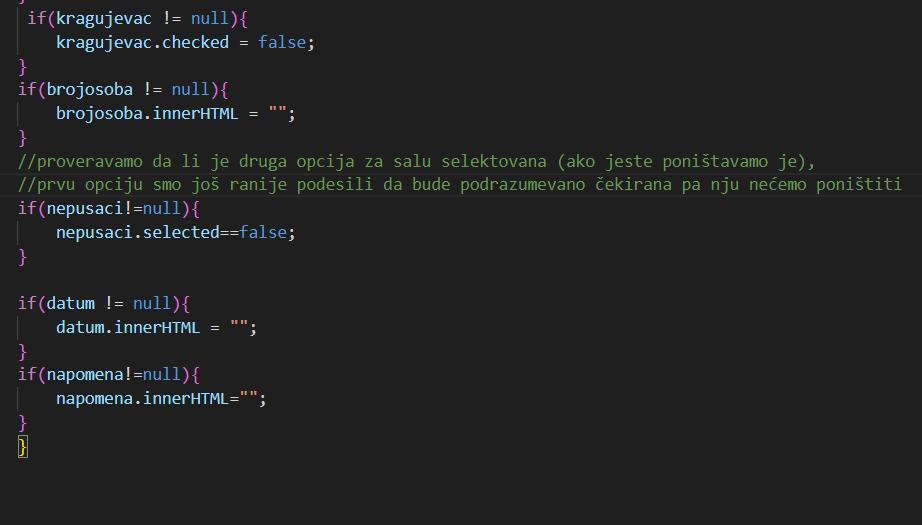 }
if(kragujevac != null){
kragujevac.checked = false;
}
if(brojosoba != null){
brojosoba.innerHTML = "";
}
//proveravamo da li je druga opcija za salu selektovana (ako jeste poništavamo je),
//prvu opciju smo još ranije podesili da bude podrazumevano čekirana pa nju nećemo poništiti
if(nepusaci!=null){
nepusaci.selected==false;
}
if(datum != null){
datum.innerHTML = "";
}
if(napomena!=null){
napomena.innerHTML="";
}
}